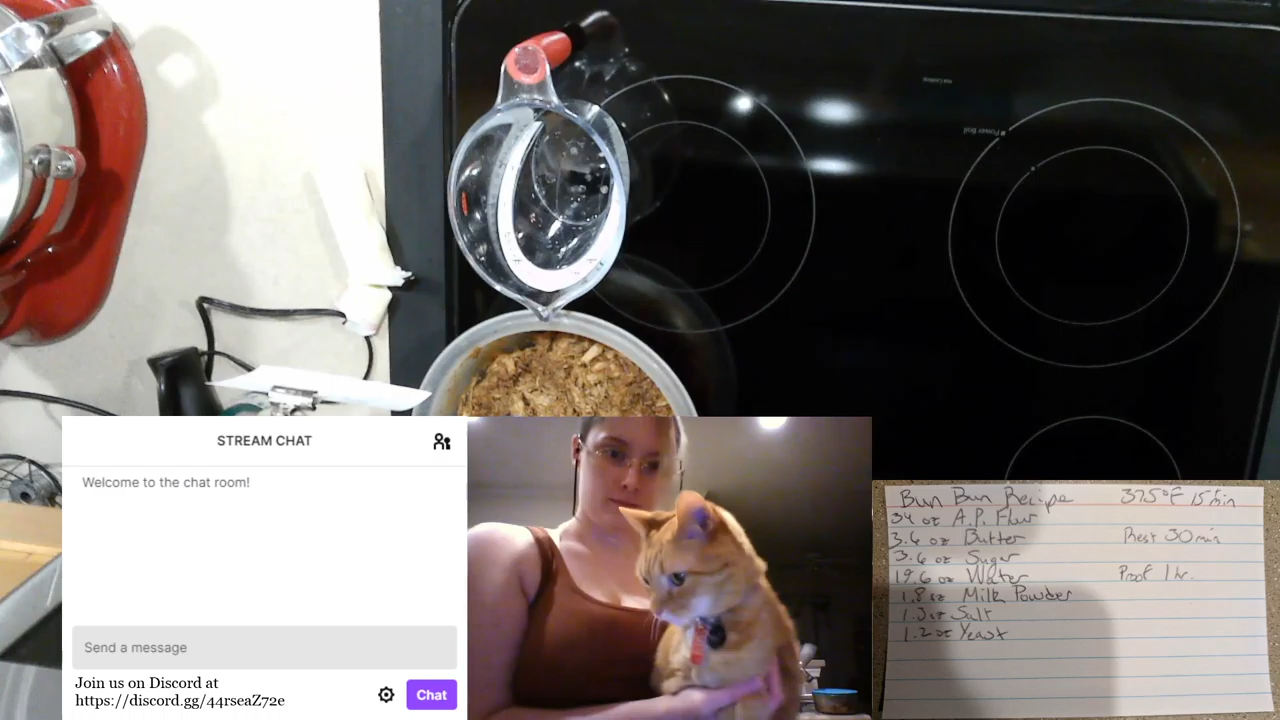 Power Boil
STREAM CHAT
Welcome to the chat room!
Send a message
Join us on Discord at
https://discord.gg/44rseaZ72e
Chat
Bun Bun Recipe 375°F 15 min
34 oz A.P. Flour
3.6 oz Butter Rest 30 min
3.6 oz Sugar
19.6 oz Water Proof 1 hr.
1.8 oz Milk Powder
1.3 oz Salt
1.2 oz Yeast